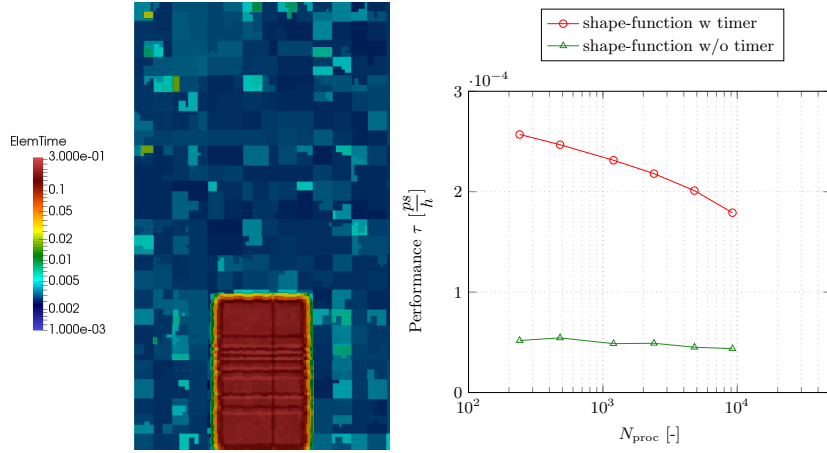 ElemTime
3.000e-01
0.1
0.05
0.02
0.01
0.005
0.002
1.000e-03
shape-function w timer
shape-function w/o timer
·10⁻⁴
3
2
1
0
Performance τ [ps/h]
10² 10³ 10⁴
N_proc [-]